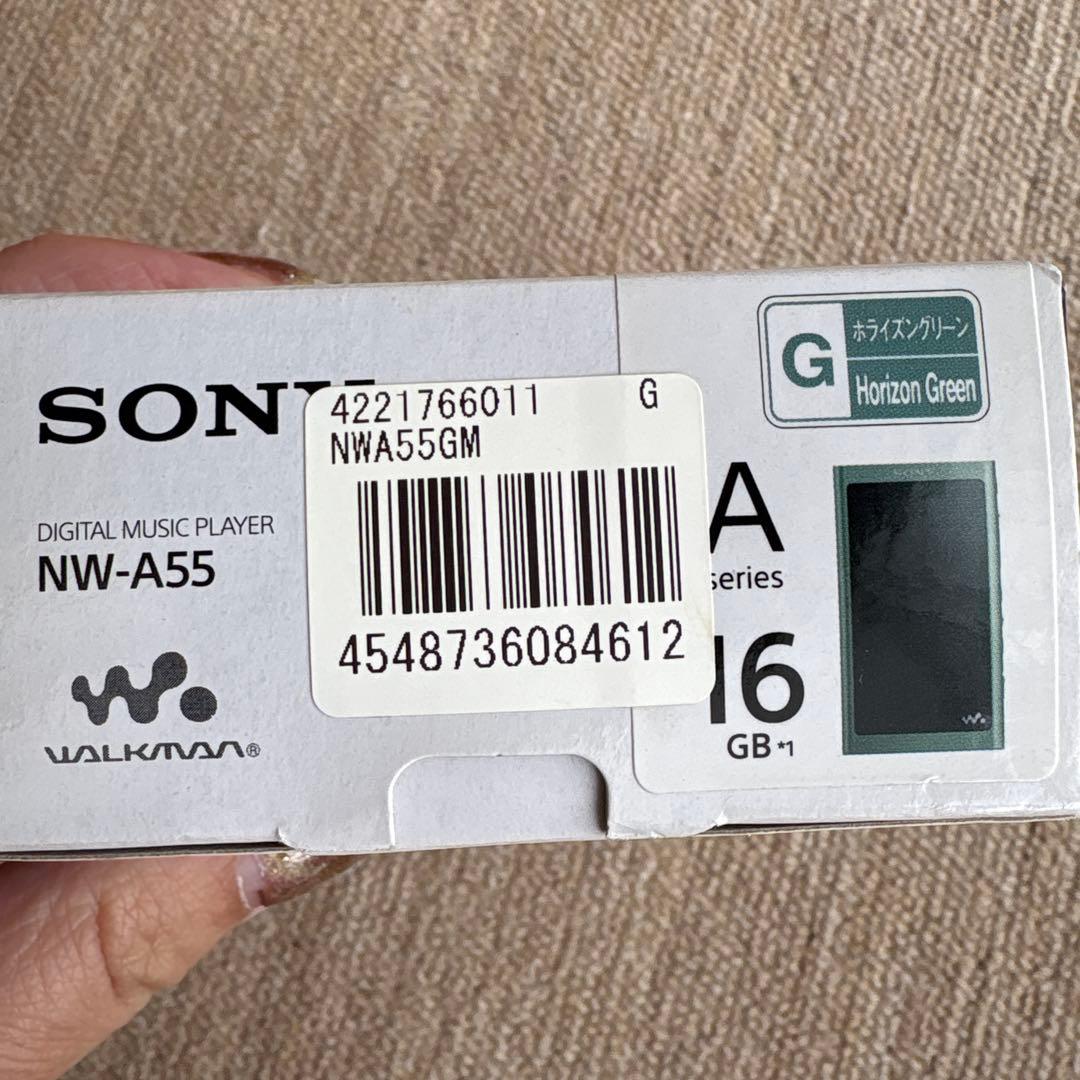 SONY
DIGITAL MUSIC PLAYER
NW-A55
WALKMAN®
4221766011 G
NWA55GM
4548736084612
G
ホライズングリーン
Horizon Green
A
series
16
GB *1
SONY